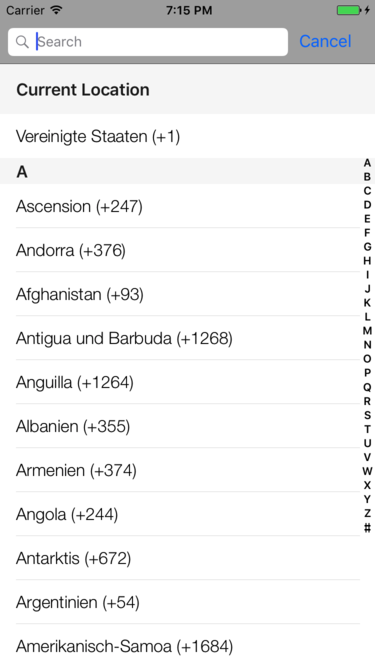 Carrier 7:15 PM
Search Cancel
Current Location
Vereinigte Staaten (+1)
A
Ascension (+247)
Andorra (+376)
Afghanistan (+93)
Antigua und Barbuda (+1268)
Anguilla (+1264)
Albanien (+355)
Armenien (+374)
Angola (+244)
Antarktis (+672)
Argentinien (+54)
Amerikanisch-Samoa (+1684)
A
B
C
D
E
F
G
H
I
J
K
L
M
N
O
P
Q
R
S
T
U
V
W
X
Y
Z
#